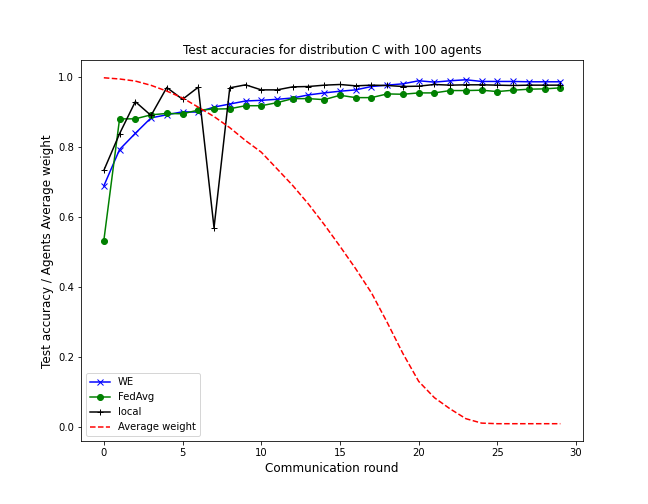 Test accuracies for distribution C with 100 agents
Test accuracy / Agents Average weight
1.0
0.8
0.6
0.4
0.2
0.0
WE
FedAvg
local
Average weight
0 5 10 15 20 25 30
Communication round